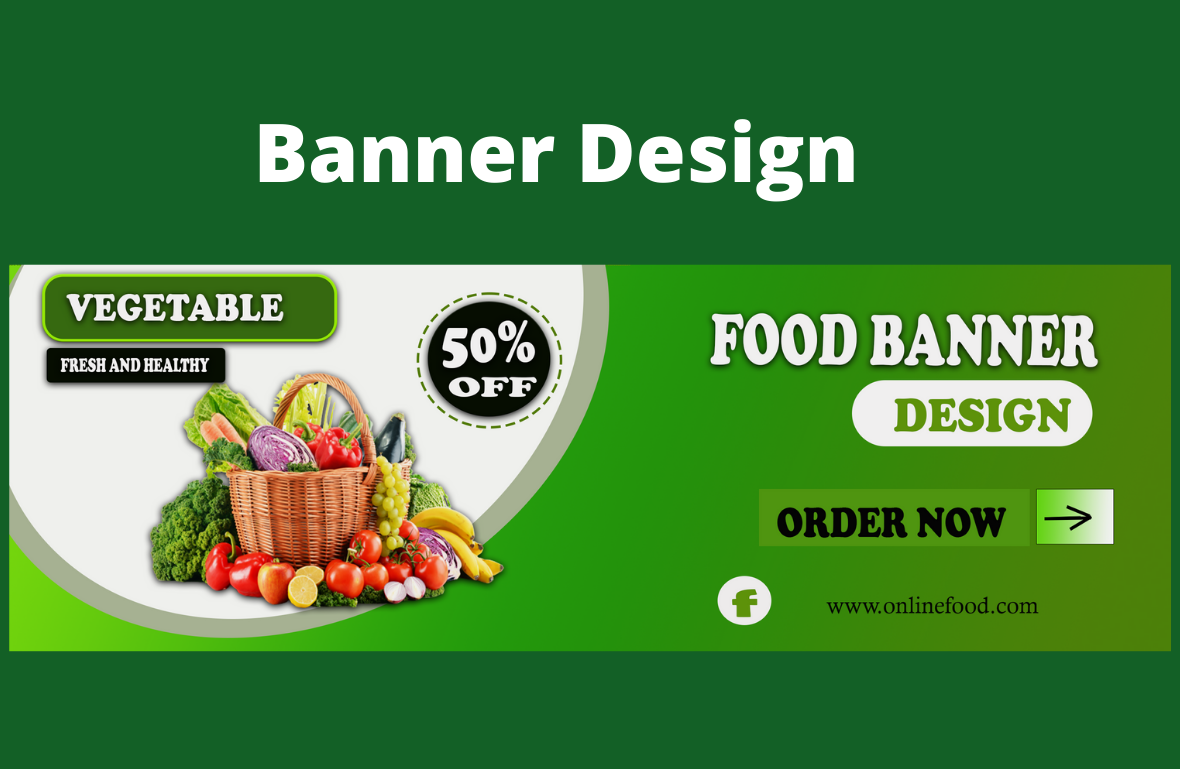 Banner Design
VEGETABLE
FRESH AND HEALTHY
50%
OFF
FOOD BANNER
DESIGN
ORDER NOW
f
www.onlinefood.com